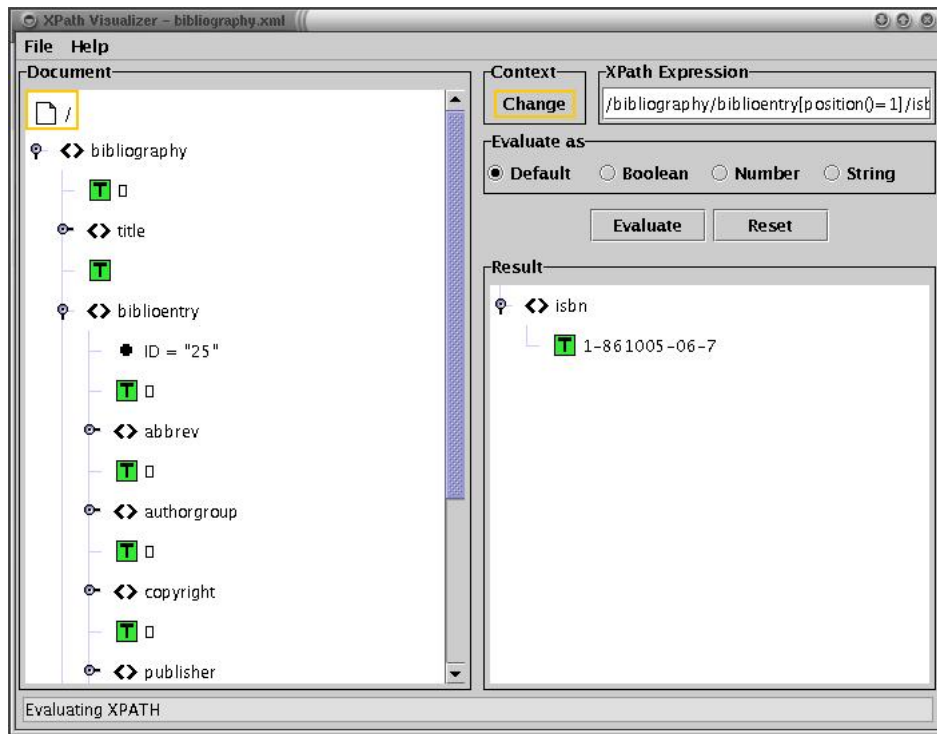 XPath Visualizer – bibliography.xml
File Help
Document
/
bibliography
T
title
T
biblioentry
ID = "25"
T
abbrev
T
authorgroup
T
copyright
T
publisher
Context
Change
XPath Expression
/bibliography/biblioentry[position()=1]/isb
Evaluate as
Default Boolean Number String
Evaluate Reset
Result
isbn
T 1-861005-06-7
Evaluating XPATH